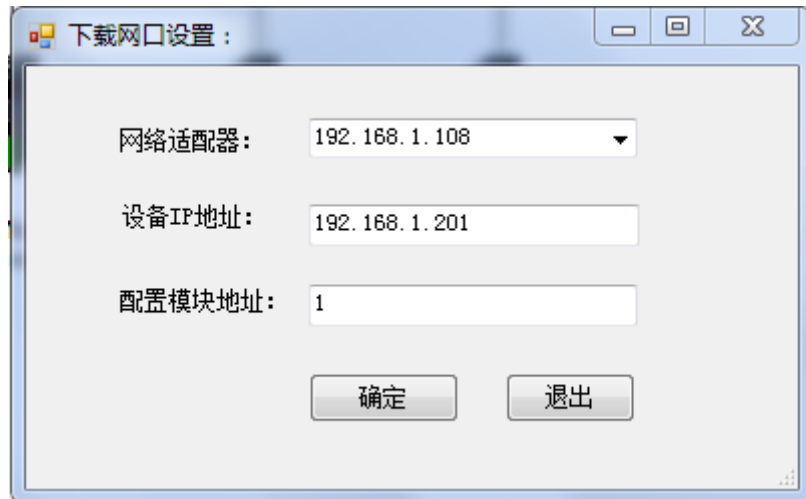 下载网口设置：
网络适配器： 192.168.1.108
设备IP地址： 192.168.1.201
配置模块地址： 1
确定 退出